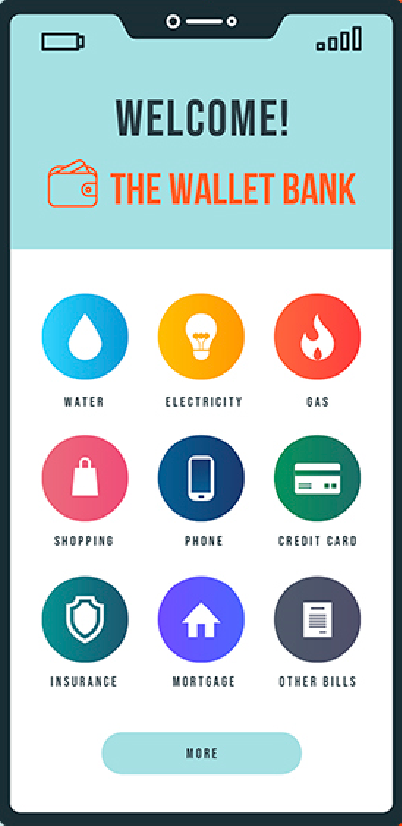 WELCOME!
THE WALLET BANK
WATER
ELECTRICITY
GAS
SHOPPING
PHONE
CREDIT CARD
INSURANCE
MORTGAGE
OTHER BILLS
MORE